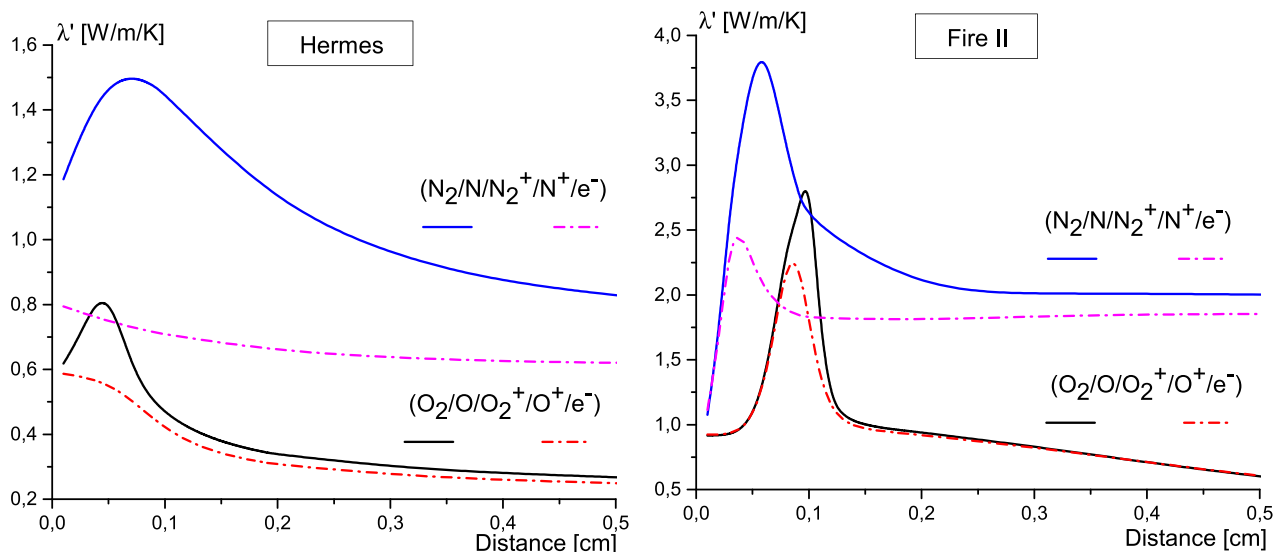 λ' [W/m/K]
Hermes
1,6
1,4
1,2
1,0
0,8
0,6
0,4
0,2
(N₂/N/N₂⁺/N⁺/e⁻)
(O₂/O/O₂⁺/O⁺/e⁻)
0,0 0,1 0,2 0,3 0,4 0,5
Distance [cm]
λ' [W/m/K]
Fire II
4,0
3,5
3,0
2,5
2,0
1,5
1,0
0,5
(N₂/N/N₂⁺/N⁺/e⁻)
(O₂/O/O₂⁺/O⁺/e⁻)
0,0 0,1 0,2 0,3 0,4 0,5
Distance [cm]